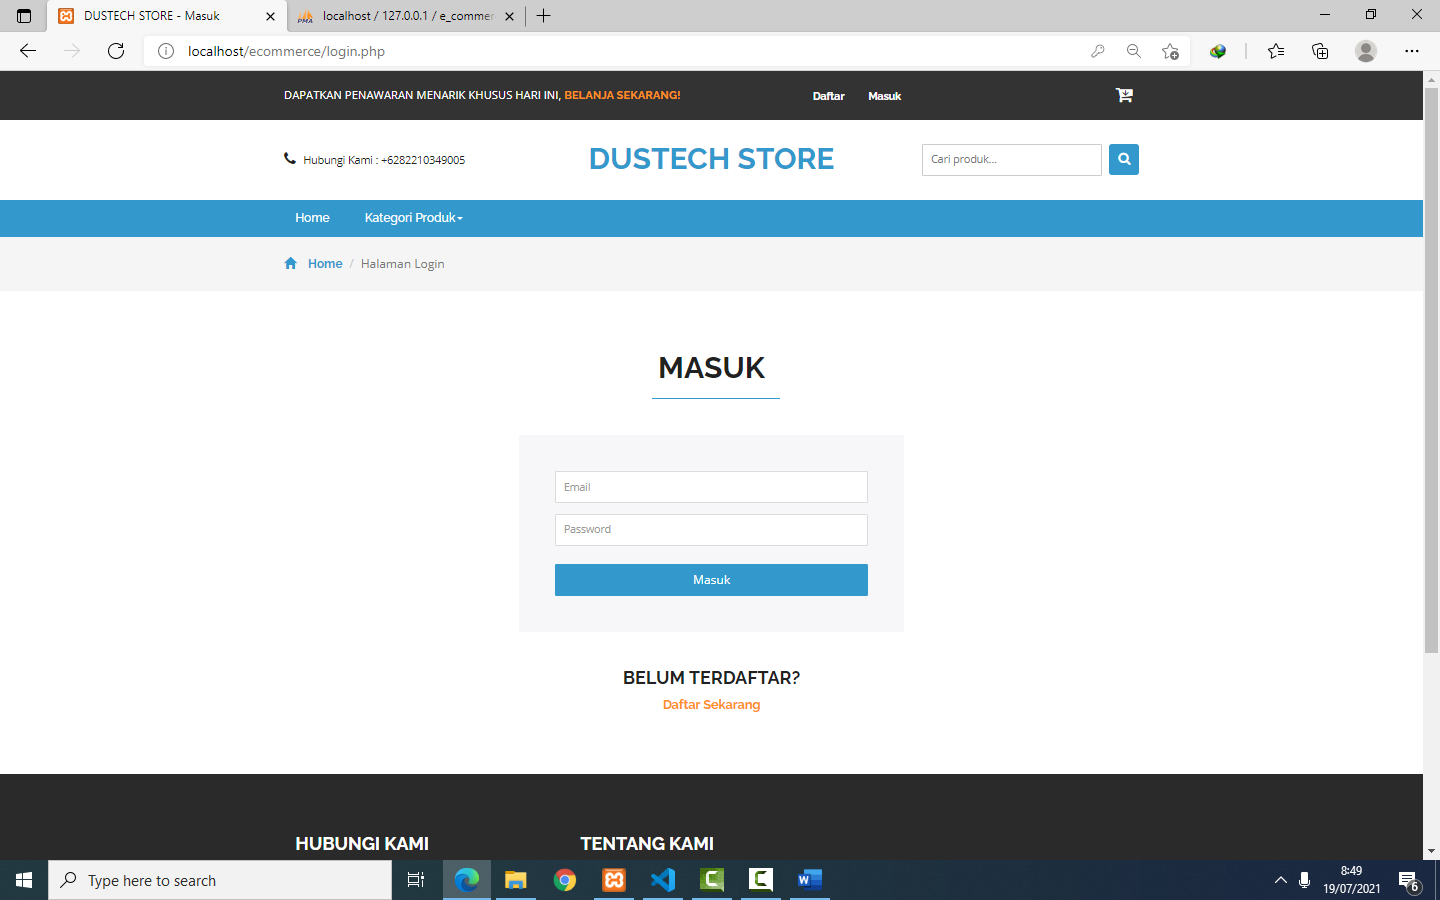 DUSTECH STORE - Masuk
localhost / 127.0.0.1 / e_commer
localhost/ecommerce/login.php
DAPATKAN PENAWARAN MENARIK KHUSUS HARI INI, BELANJA SEKARANG!
Daftar
Masuk
Hubungi Kami : +6282210349005
DUSTECH STORE
Cari produk...
Home
Kategori Produk
Home / Halaman Login
MASUK
Email
Password
Masuk
BELUM TERDAFTAR?
Daftar Sekarang
HUBUNGI KAMI
TENTANG KAMI
Type here to search
8:49
19/07/2021
6